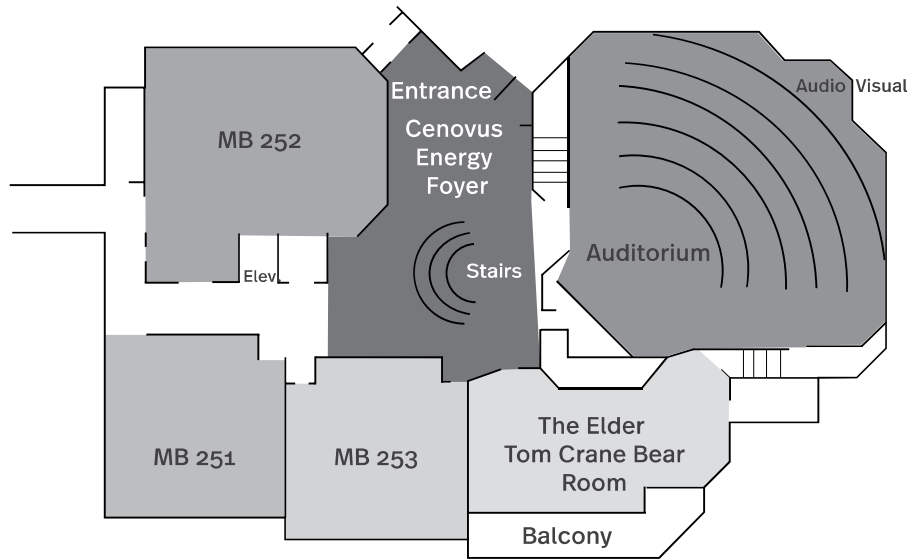 Entrance
Audio Visual
Cenovus
Energy
Foyer
MB 252
Auditorium
Stairs
Elev.
The Elder
Tom Crane Bear
Room
MB 251
MB 253
Balcony